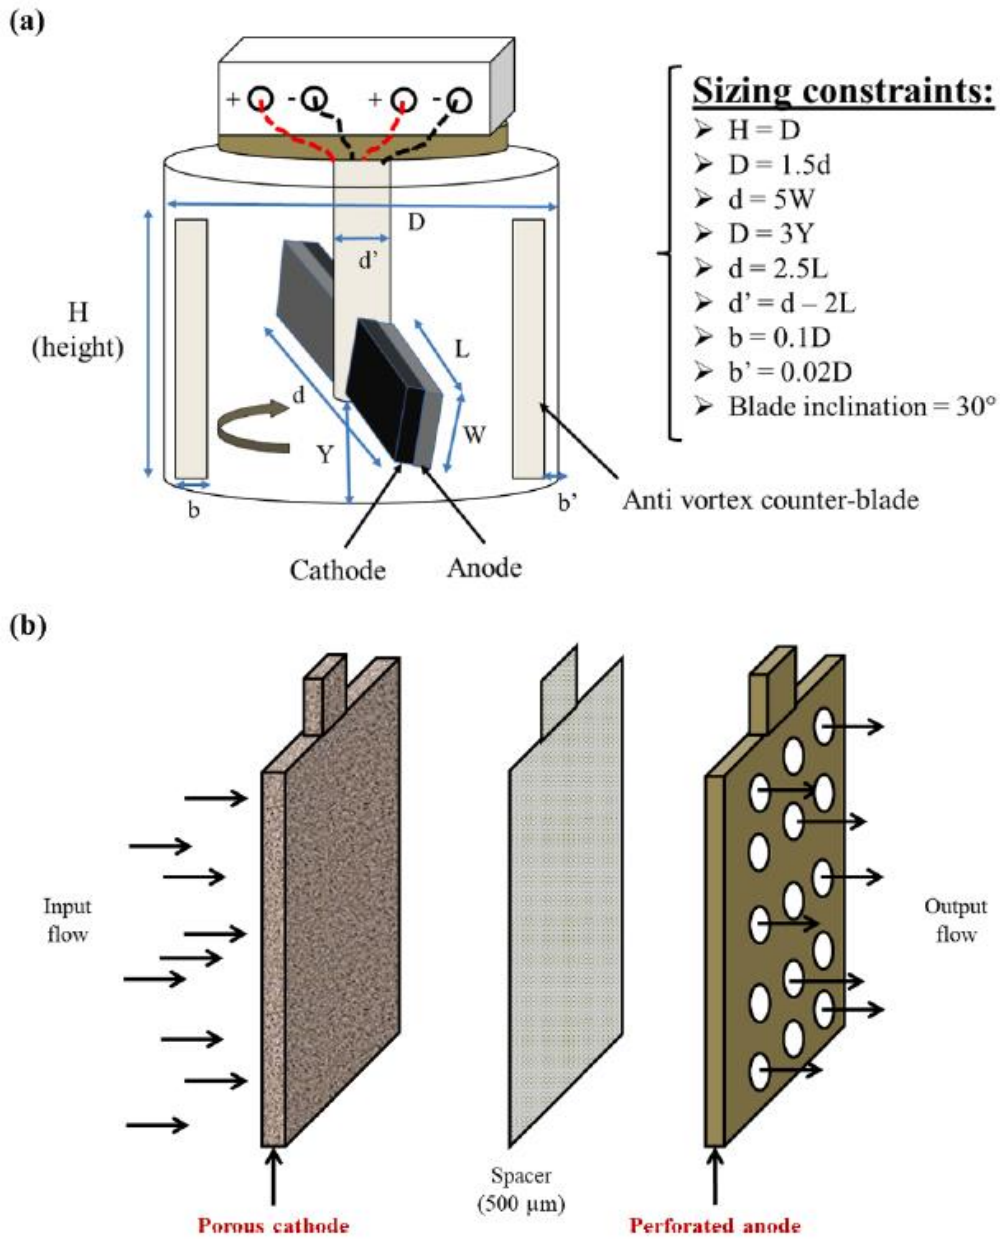 (a)
+ - + -
Sizing constraints:
➢ H = D
➢ D = 1.5d
➢ d = 5W
➢ D = 3Y
➢ d = 2.5L
➢ d' = d – 2L
➢ b = 0.1D
➢ b' = 0.02D
➢ Blade inclination = 30°
D
d'
H
(height)
L
d
W
Y
b
b'
Anti vortex counter-blade
Cathode
Anode
(b)
Input
flow
Output
flow
Spacer
(500 µm)
Porous cathode
Perforated anode